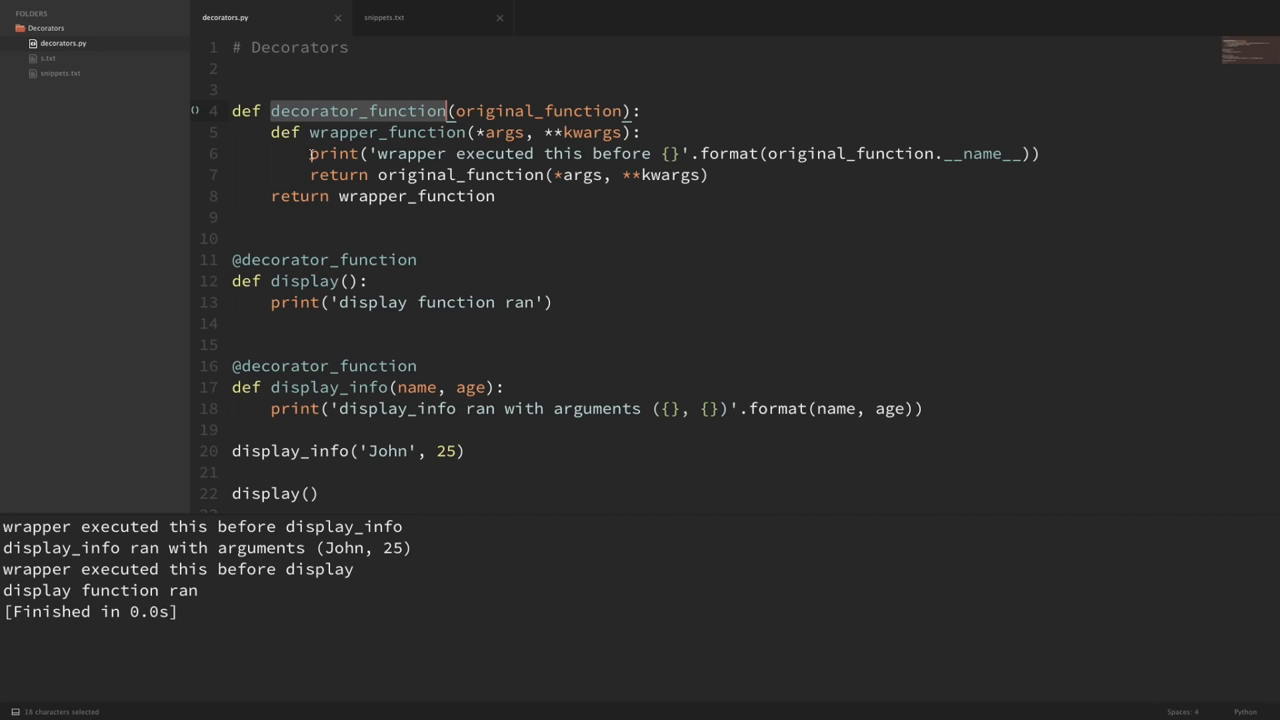 FOLDERS
Decorators
decorators.py
s.txt
snippets.txt
decorators.py
snippets.txt
1 # Decorators
2
3
4 def decorator_function(original_function):
5     def wrapper_function(*args, **kwargs):
6         print('wrapper executed this before {}'.format(original_function.__name__))
7         return original_function(*args, **kwargs)
8     return wrapper_function
9
10
11 @decorator_function
12 def display():
13     print('display function ran')
14
15
16 @decorator_function
17 def display_info(name, age):
18     print('display_info ran with arguments ({}, {})'.format(name, age))
19
20 display_info('John', 25)
21
22 display()
wrapper executed this before display_info
display_info ran with arguments (John, 25)
wrapper executed this before display
display function ran
[Finished in 0.0s]
18 characters selected
Spaces: 4
Python